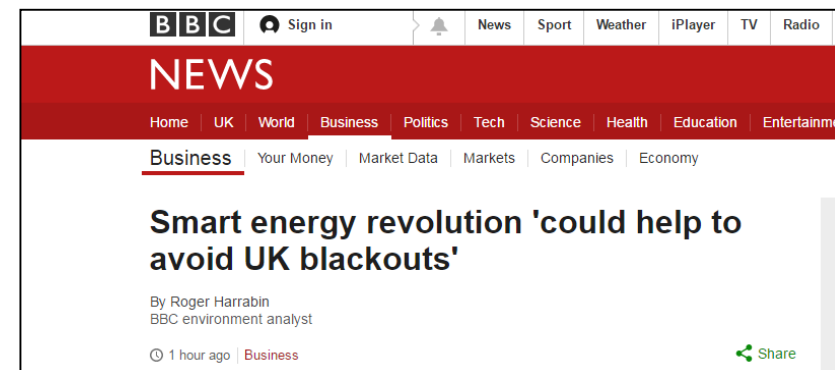 BBC Sign in News Sport Weather iPlayer TV Radio
NEWS
Home UK World Business Politics Tech Science Health Education
Business Your Money Market Data Markets Companies Economy
Smart energy revolution 'could help to
avoid UK blackouts'
By Roger Harrabin
BBC environment analyst
1 hour ago Business Share